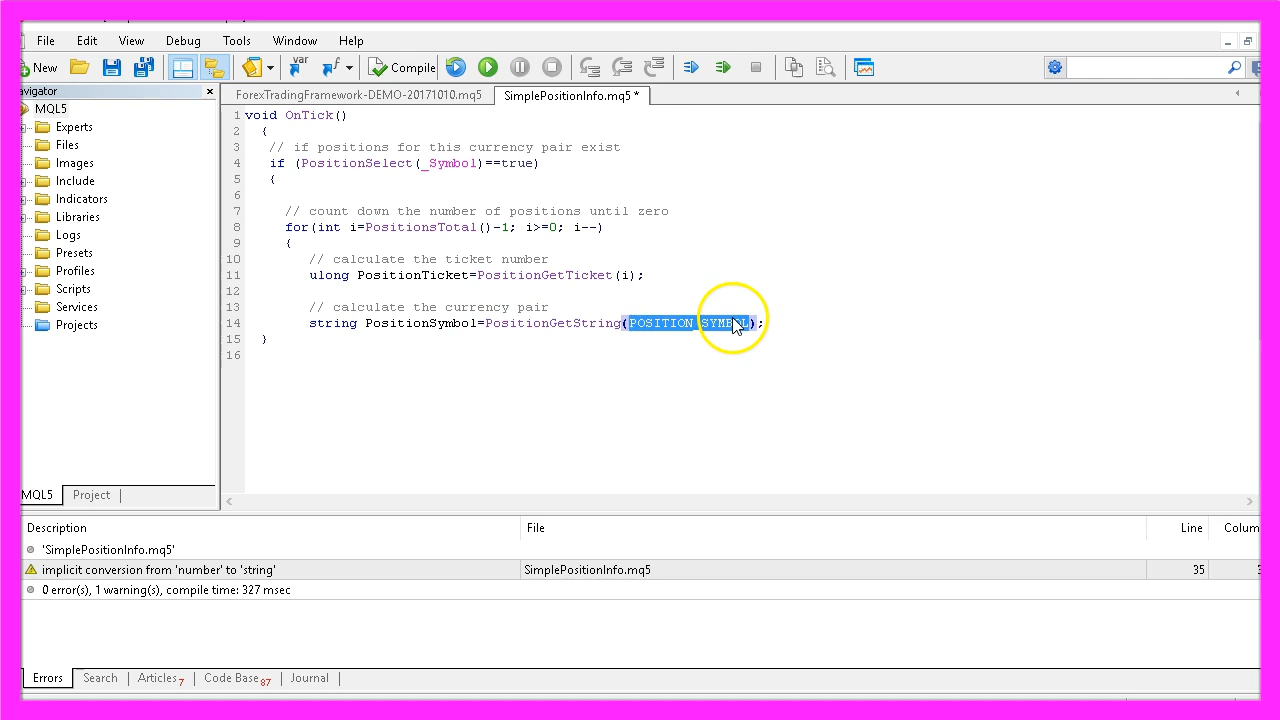 File Edit View Debug Tools Window Help
New var f Compile
avigator × ForexTradingFramework-DEMO-20171010.mq5 SimplePositionInfo.mq5 *
MQL5
Experts
Files
Images
Include
Indicators
Libraries
Logs
Presets
Profiles
Scripts
Services
Projects
MQL5 Project
1 void OnTick()
2 {
3 // if positions for this currency pair exist
4 if (PositionSelect(_Symbol)==true)
5 {
6
7 // count down the number of positions until zero
8 for(int i=PositionsTotal()-1; i>=0; i--)
9 {
10 // calculate the ticket number
11 ulong PositionTicket=PositionGetTicket(i);
12
13 // calculate the currency pair
14 string PositionSymbol=PositionGetString(POSITION_SYMBOL);
15 }
16
Description File Line Colum
'SimplePositionInfo.mq5'
implicit conversion from 'number' to 'string' SimplePositionInfo.mq5 35
0 error(s), 1 warning(s), compile time: 327 msec
Errors Search Articles 7 Code Base 87 Journal